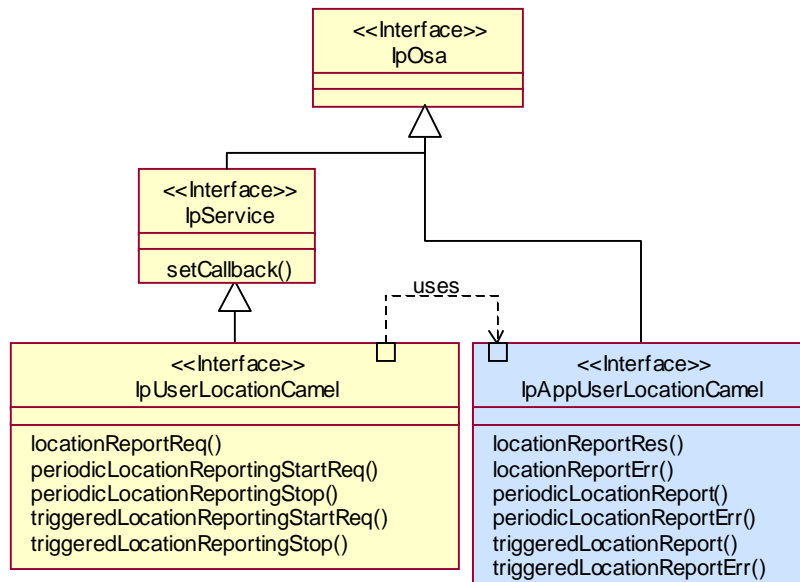 <<Interface>>
IpOsa
<<Interface>>
IpService
setCallback()
uses
<<Interface>>
IpUserLocationCamel
locationReportReq()
periodicLocationReportingStartReq()
periodicLocationReportingStop()
triggeredLocationReportingStartReq()
triggeredLocationReportingStop()
<<Interface>>
IpAppUserLocationCamel
locationReportRes()
locationReportErr()
periodicLocationReport()
periodicLocationReportErr()
triggeredLocationReport()
triggeredLocationReportErr()